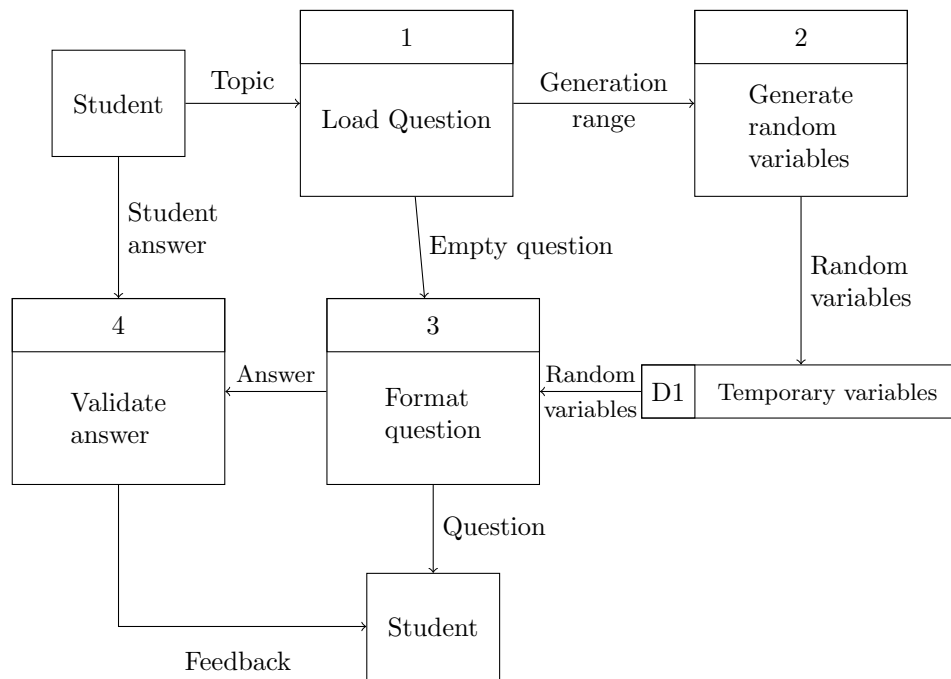 1
2
Student
Topic
Load Question
Generation
range
Generate
random
variables
Student
answer
Empty question
Random
variables
4
3
Validate
answer
Answer
Format
question
Random
variables
D1
Temporary variables
Question
Student
Feedback